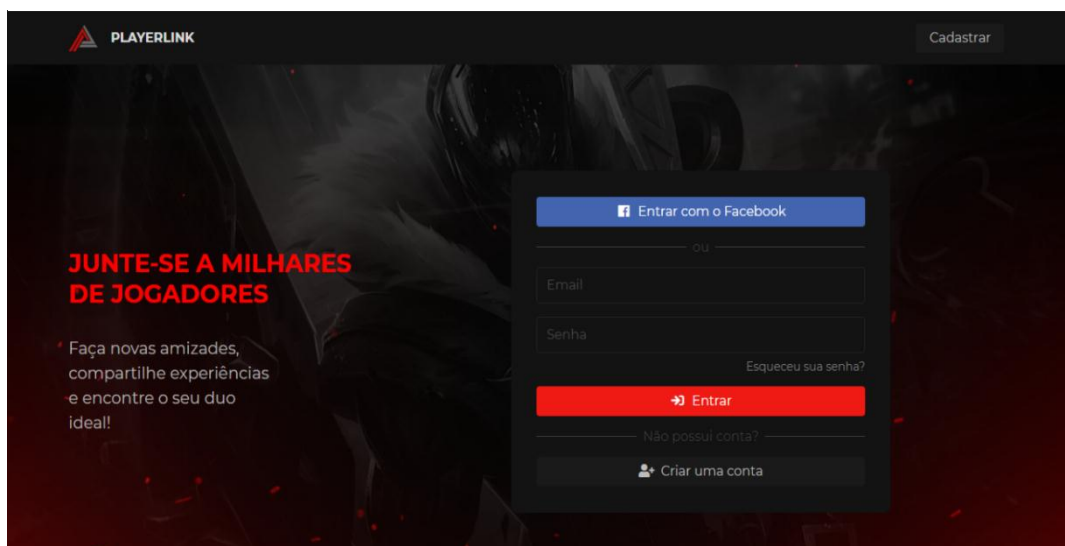 PLAYERLINK
Cadastrar
JUNTE-SE A MILHARES
DE JOGADORES
Faça novas amizades,
compartilhe experiências
e encontre o seu duo
ideal!
Entrar com o Facebook
ou
Email
Senha
Esqueceu sua senha?
Entrar
Não possui conta?
Criar uma conta